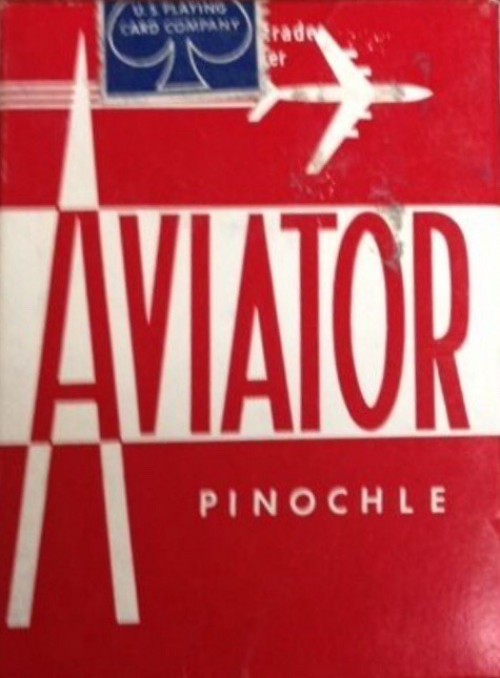 U.S PLAYING
CARD COMPANY
AVIATOR
PINOCHLE